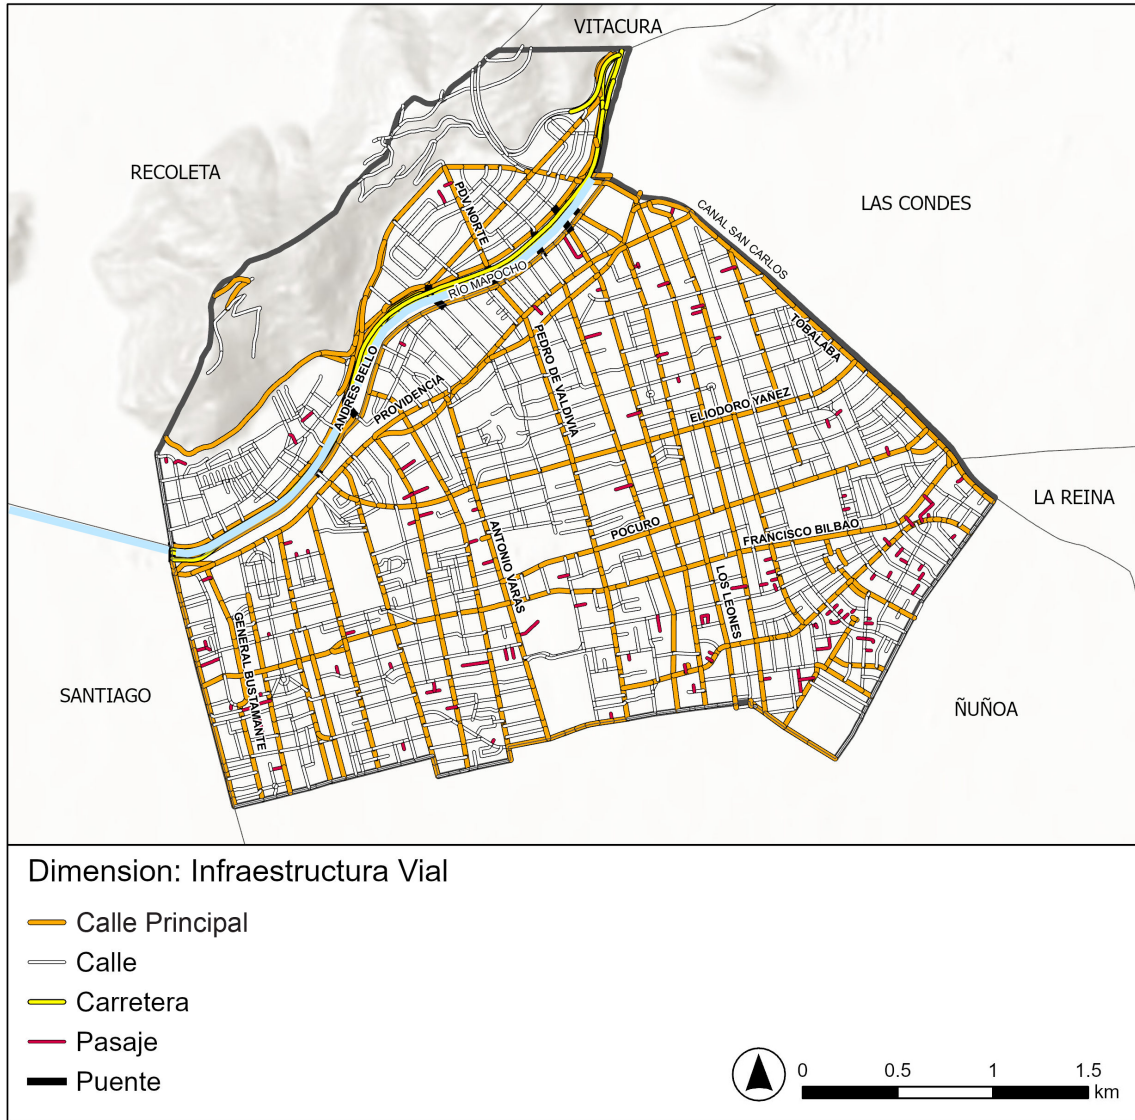 VITACURA
RECOLETA
LAS CONDES
PDV NORTE
CANAL SAN CARLOS
RÍO MAPOCHO
TOBALABA
ANDRES BELLO
PROVIDENCIA
PEDRO DE VALDIVIA
ELIODORO YAÑEZ
LA REINA
POCURO
FRANCISCO BILBAO
ANTONIO VARAS
LOS LEONES
GENERAL BUSTAMANTE
SANTIAGO
ÑUÑOA
Dimension: Infraestructura Vial
Calle Principal
Calle
Carretera
Pasaje
Puente
0 0.5 1 1.5
km